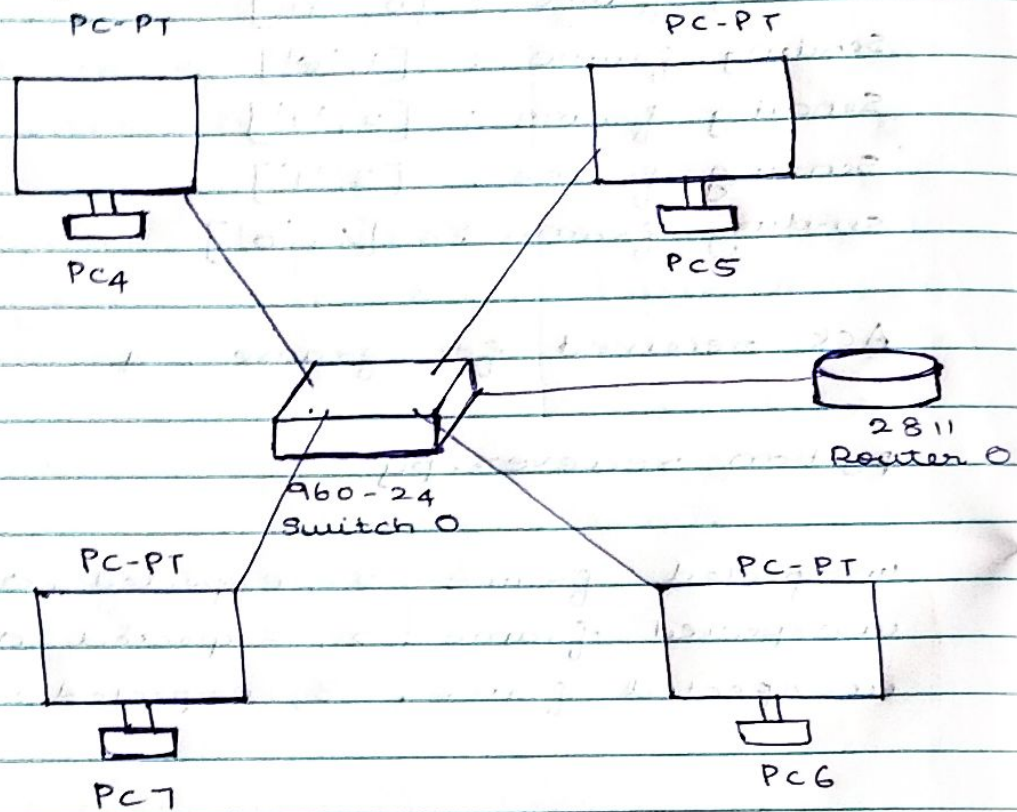 PC-PT
PC-PT
PC4
PC5
2811
Router 0
960-24
Switch 0
PC-PT
PC-PT
PC7
PC6